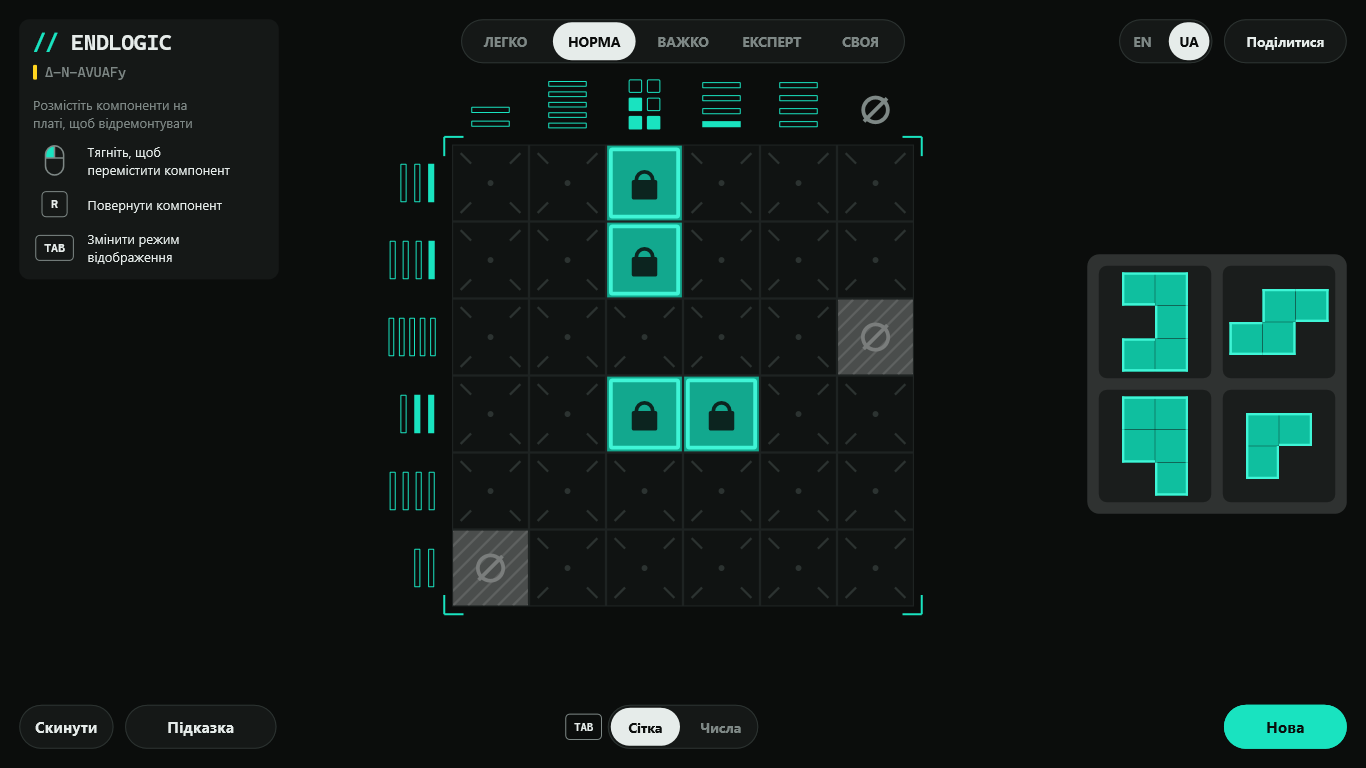 // ENDLOGIC
Δ–N–AVUAFy
Розмістіть компоненти на
платі, щоб відремонтувати
Тягніть, щоб
перемістити компонент
R
Повернути компонент
TAB
Змінити режим
відображення
ЛЕГКО
НОРМА
ВАЖКО
ЕКСПЕРТ
СВОЯ
EN
UA
Поділитися
Скинути
Підказка
TAB
Сітка
Числа
Нова